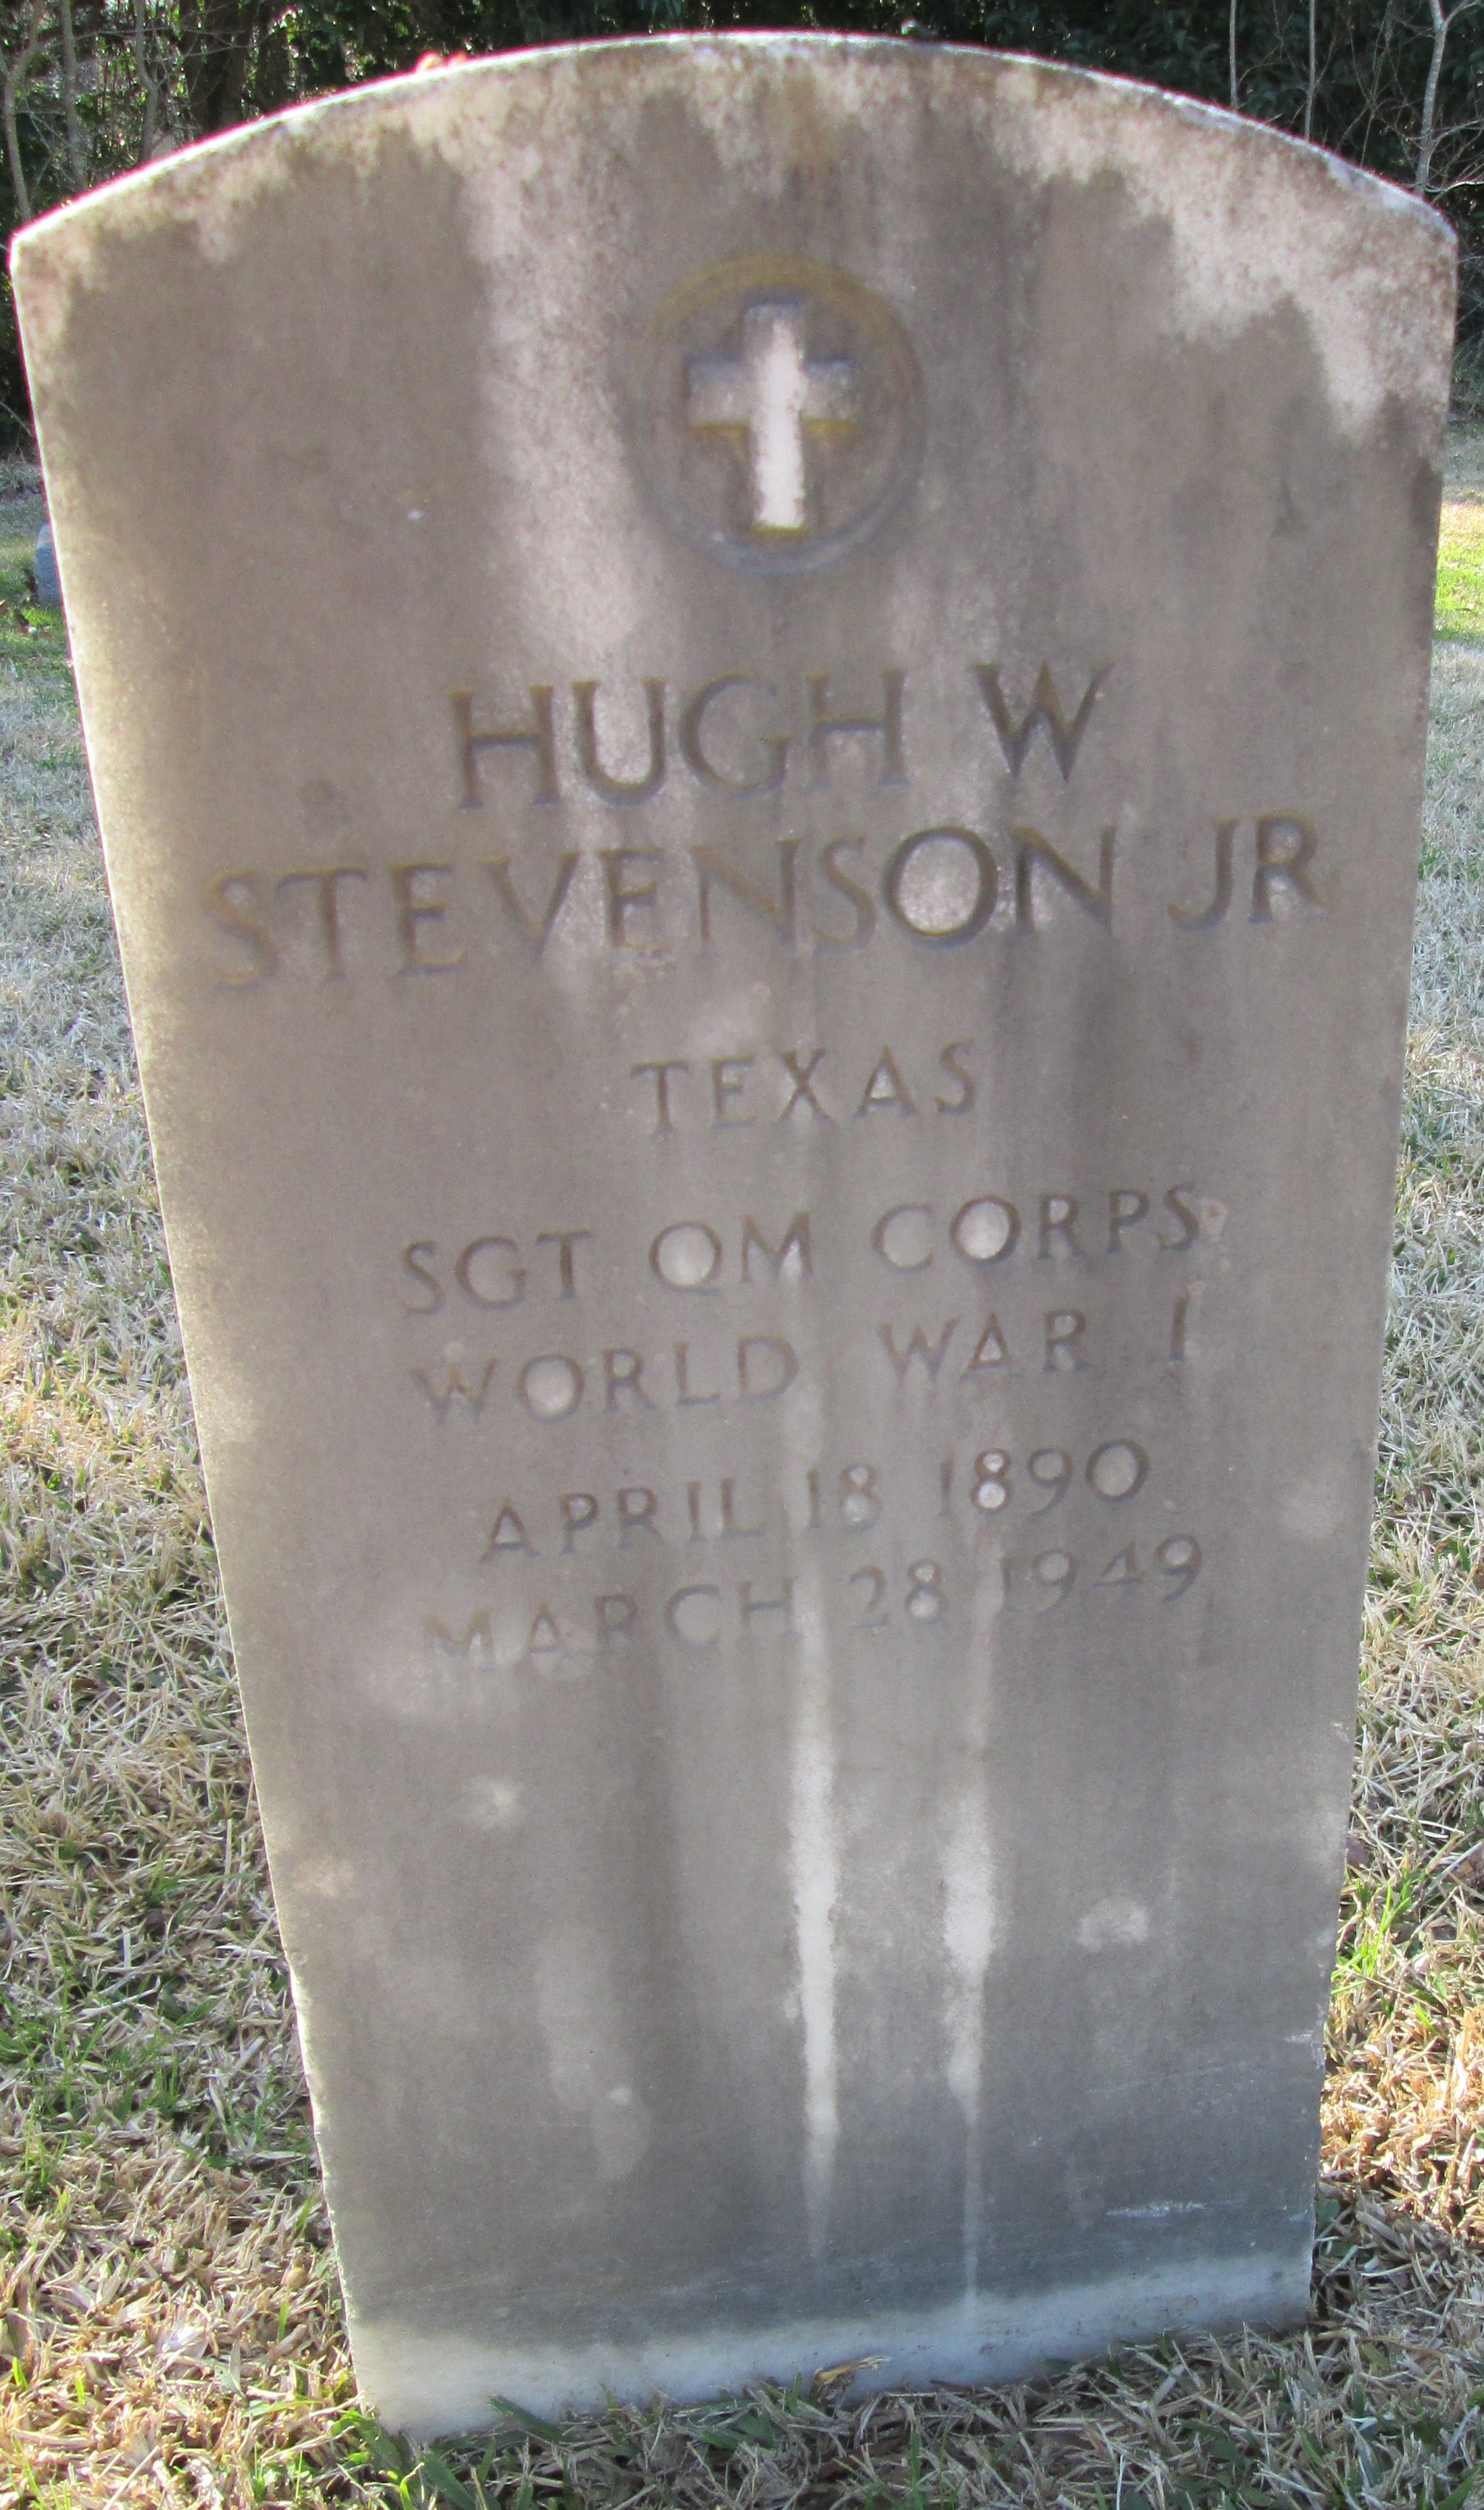 HUGH W
STEVENSON JR
TEXAS
SGT QM CORPS
WORLD WAR I
APRIL 18 1890
MARCH 28 1949